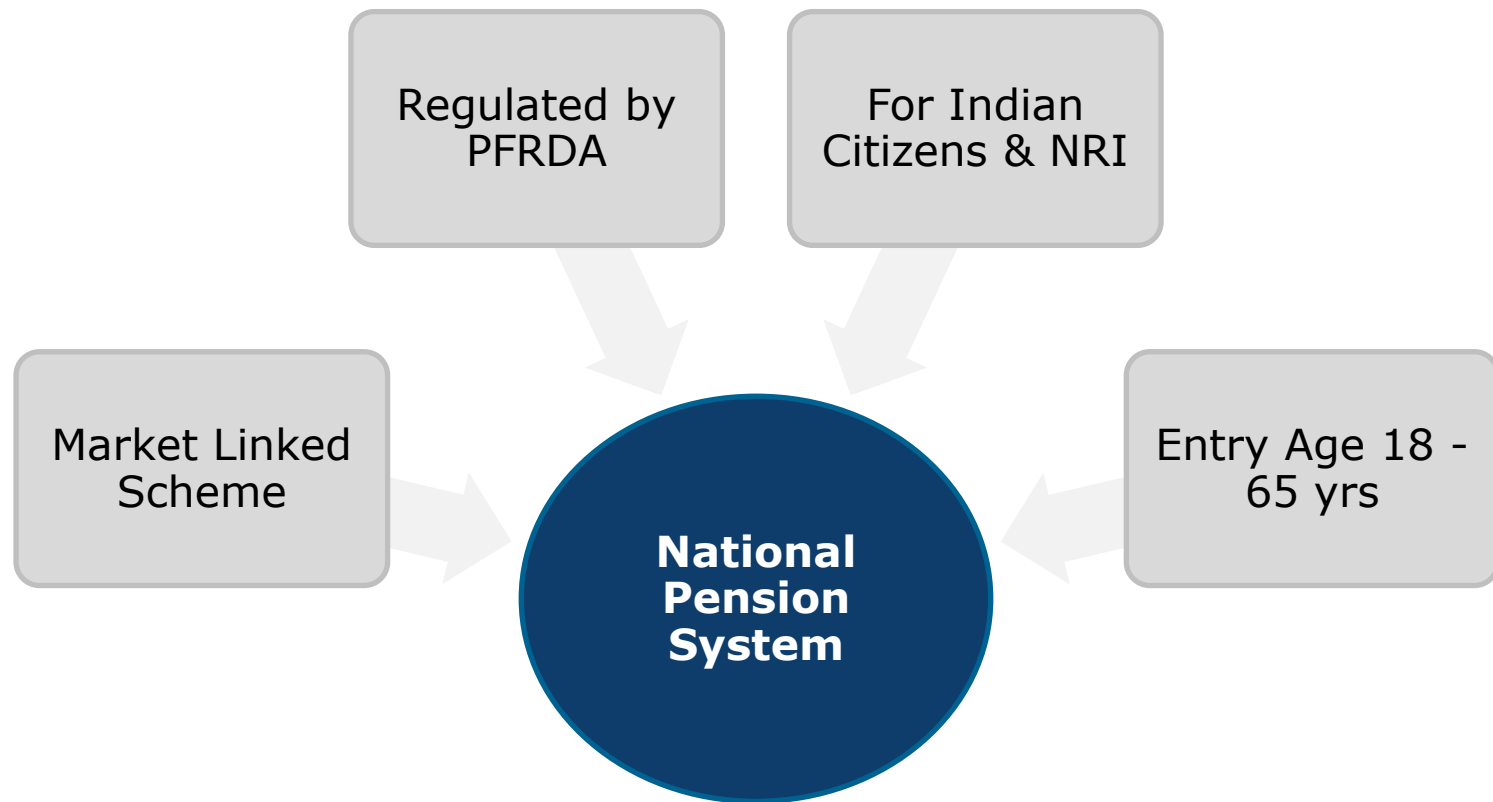 Regulated by
PFRDA
For Indian
Citizens & NRI
Market Linked
Scheme
Entry Age 18 -
65 yrs
National
Pension
System